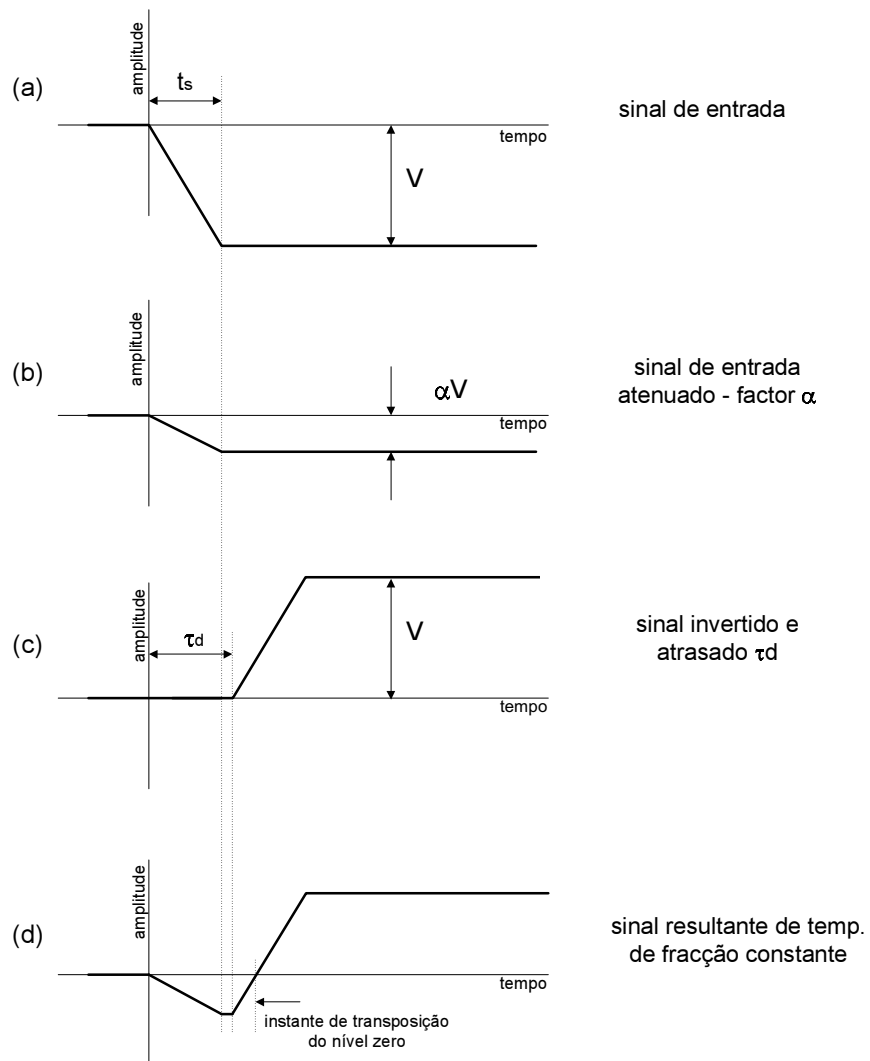 (a)
amplitude
ts
tempo
V
sinal de entrada
(b)
amplitude
αV
tempo
sinal de entrada
atenuado - factor α
(c)
amplitude
τd
V
tempo
sinal invertido e
atrasado τd
(d)
amplitude
tempo
instante de transposição
do nível zero
sinal resultante de temp.
de fracção constante